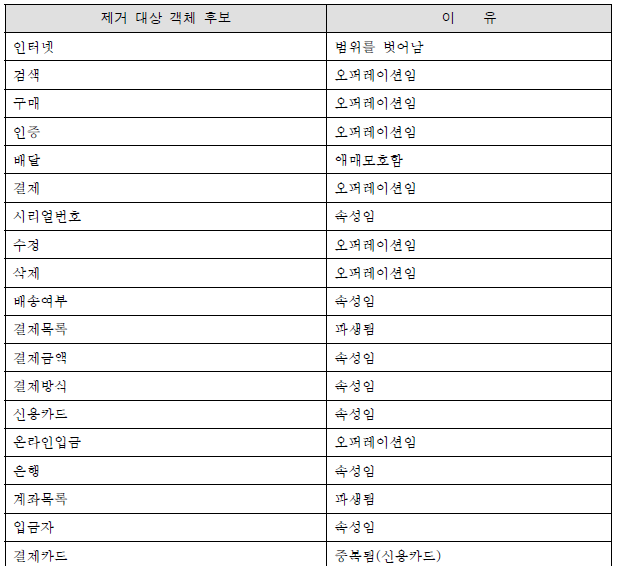 제거 대상 객체 후보 이 유
인터넷 범위를 벗어남
검색 오퍼레이션임
구매 오퍼레이션임
인증 오퍼레이션임
배달 애매모호함
결제 오퍼레이션임
시리얼번호 속성임
수정 오퍼레이션임
삭제 오퍼레이션임
배송여부 속성임
결제목록 파생됨
결제금액 속성임
결제방식 속성임
신용카드 속성임
온라인입금 오퍼레이션임
은행 속성임
계좌목록 파생됨
입금자 속성임
결제카드 중복됨(신용카드)